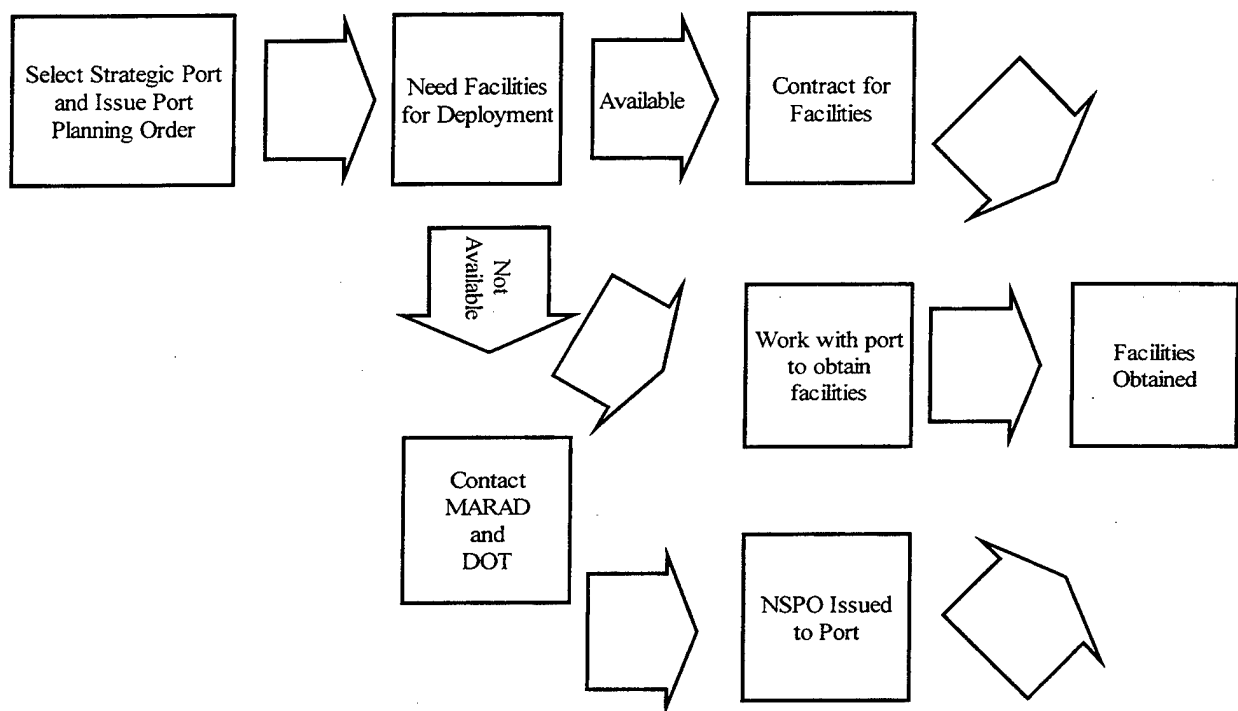 Select Strategic Port
and Issue Port
Planning Order
Need Facilities
for Deployment
Available
Contract for
Facilities
Not
Available
Work with port
to obtain
facilities
Facilities
Obtained
Contact
MARAD
and
DOT
NSPO Issued
to Port